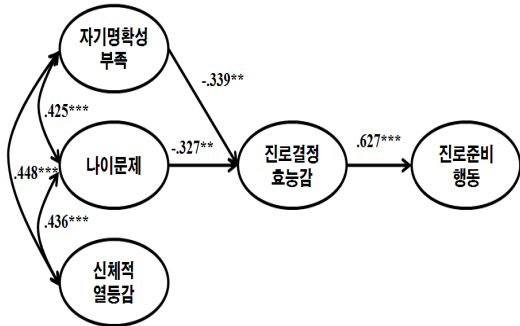 자기명확성
부족
-.339**
.425***
나이문제
-.327**
진로결정
효능감
.627***
진로준비
행동
.448***
.436***
신체적
열등감